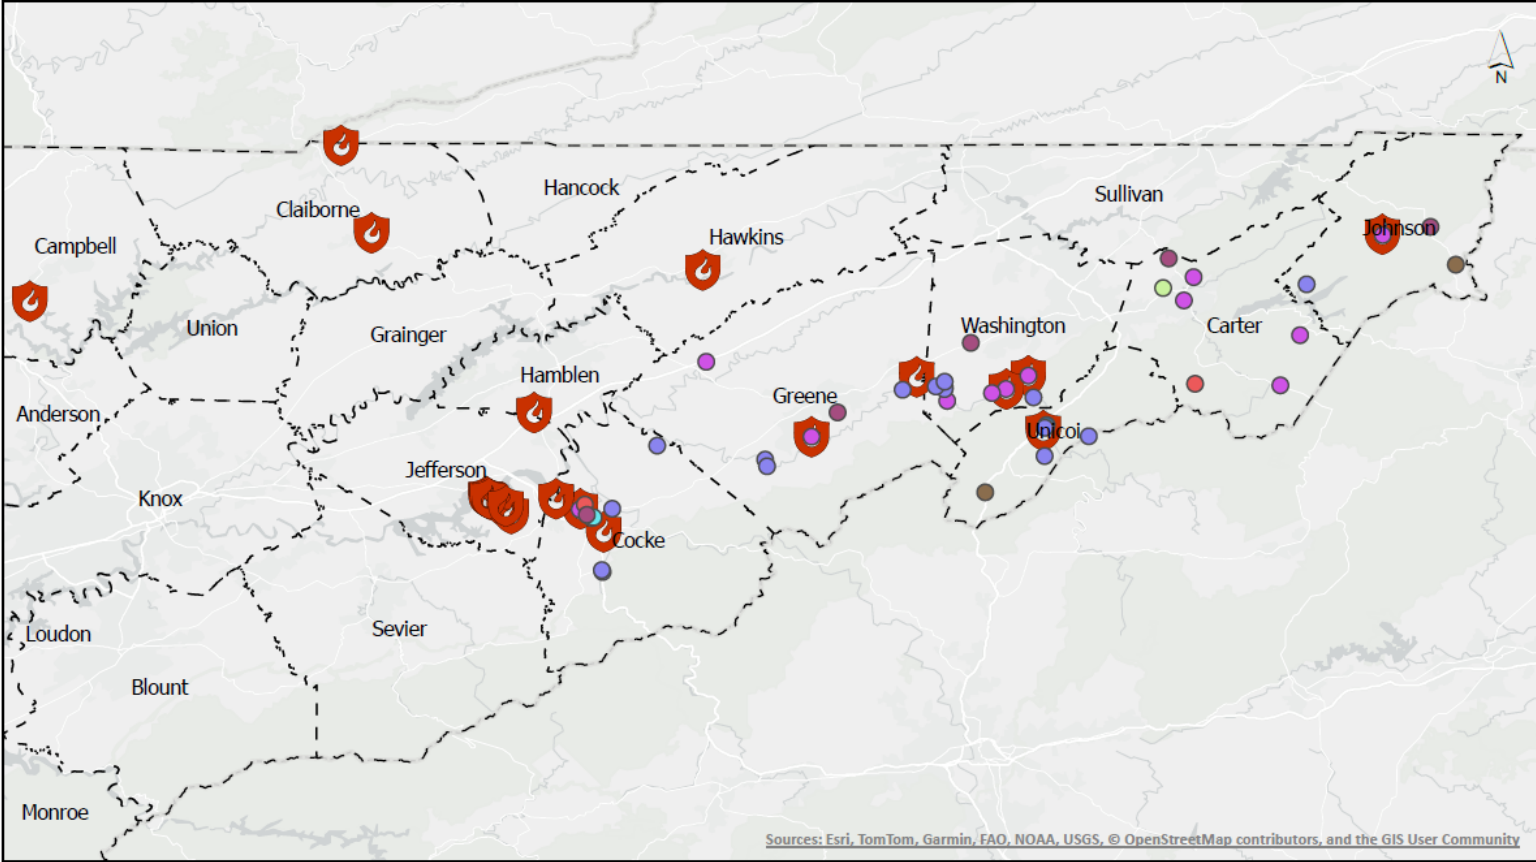 N
Hancock
Sullivan
Claiborne
Johnson
Hawkins
Campbell
Union
Grainger
Washington
Carter
Hamblen
Greene
Anderson
Unicoi
Jefferson
Knox
Cocke
Loudon
Sevier
Blount
Monroe
Sources: Esri, TomTom, Garmin, FAO, NOAA, USGS, © OpenStreetMap contributors, and the GIS User Community